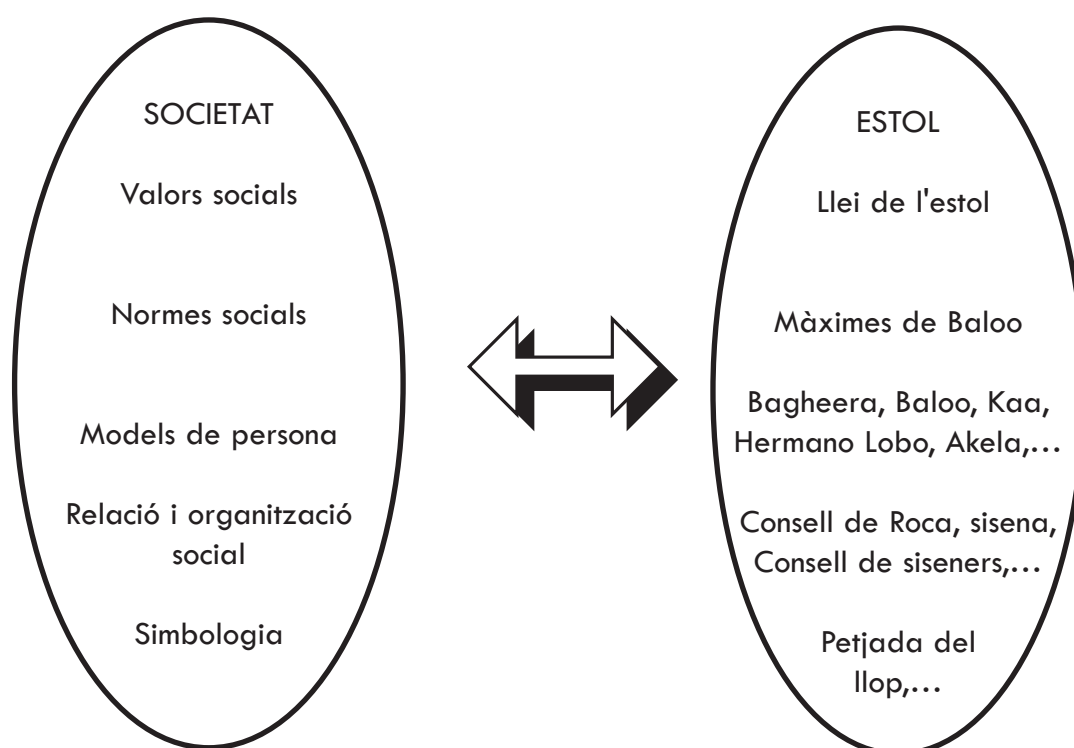 SOCIETAT
Valors socials
Normes socials
Models de persona
Relació i organització
social
Simbologia
ESTOL
Llei de l'estol
Màximes de Baloo
Bagheera, Baloo, Kaa,
Hermano Lobo, Akela,...
Consell de Roca, sisena,
Consell de siseners,...
Petjada del
llop,...